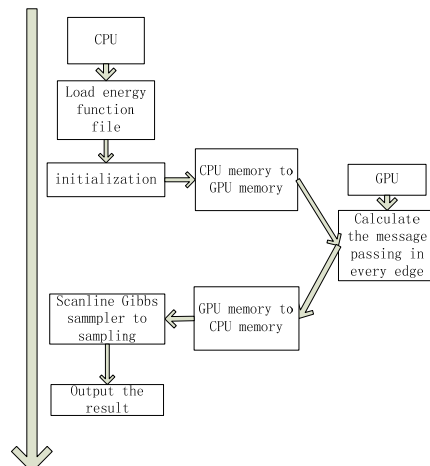 CPU
Load energy
function
file
initialization
CPU memory to
GPU memory
GPU
Calculate
the message
passing in
every edge
GPU memory to
CPU memory
Scanline Gibbs
sammpler to
sampling
Output the
result